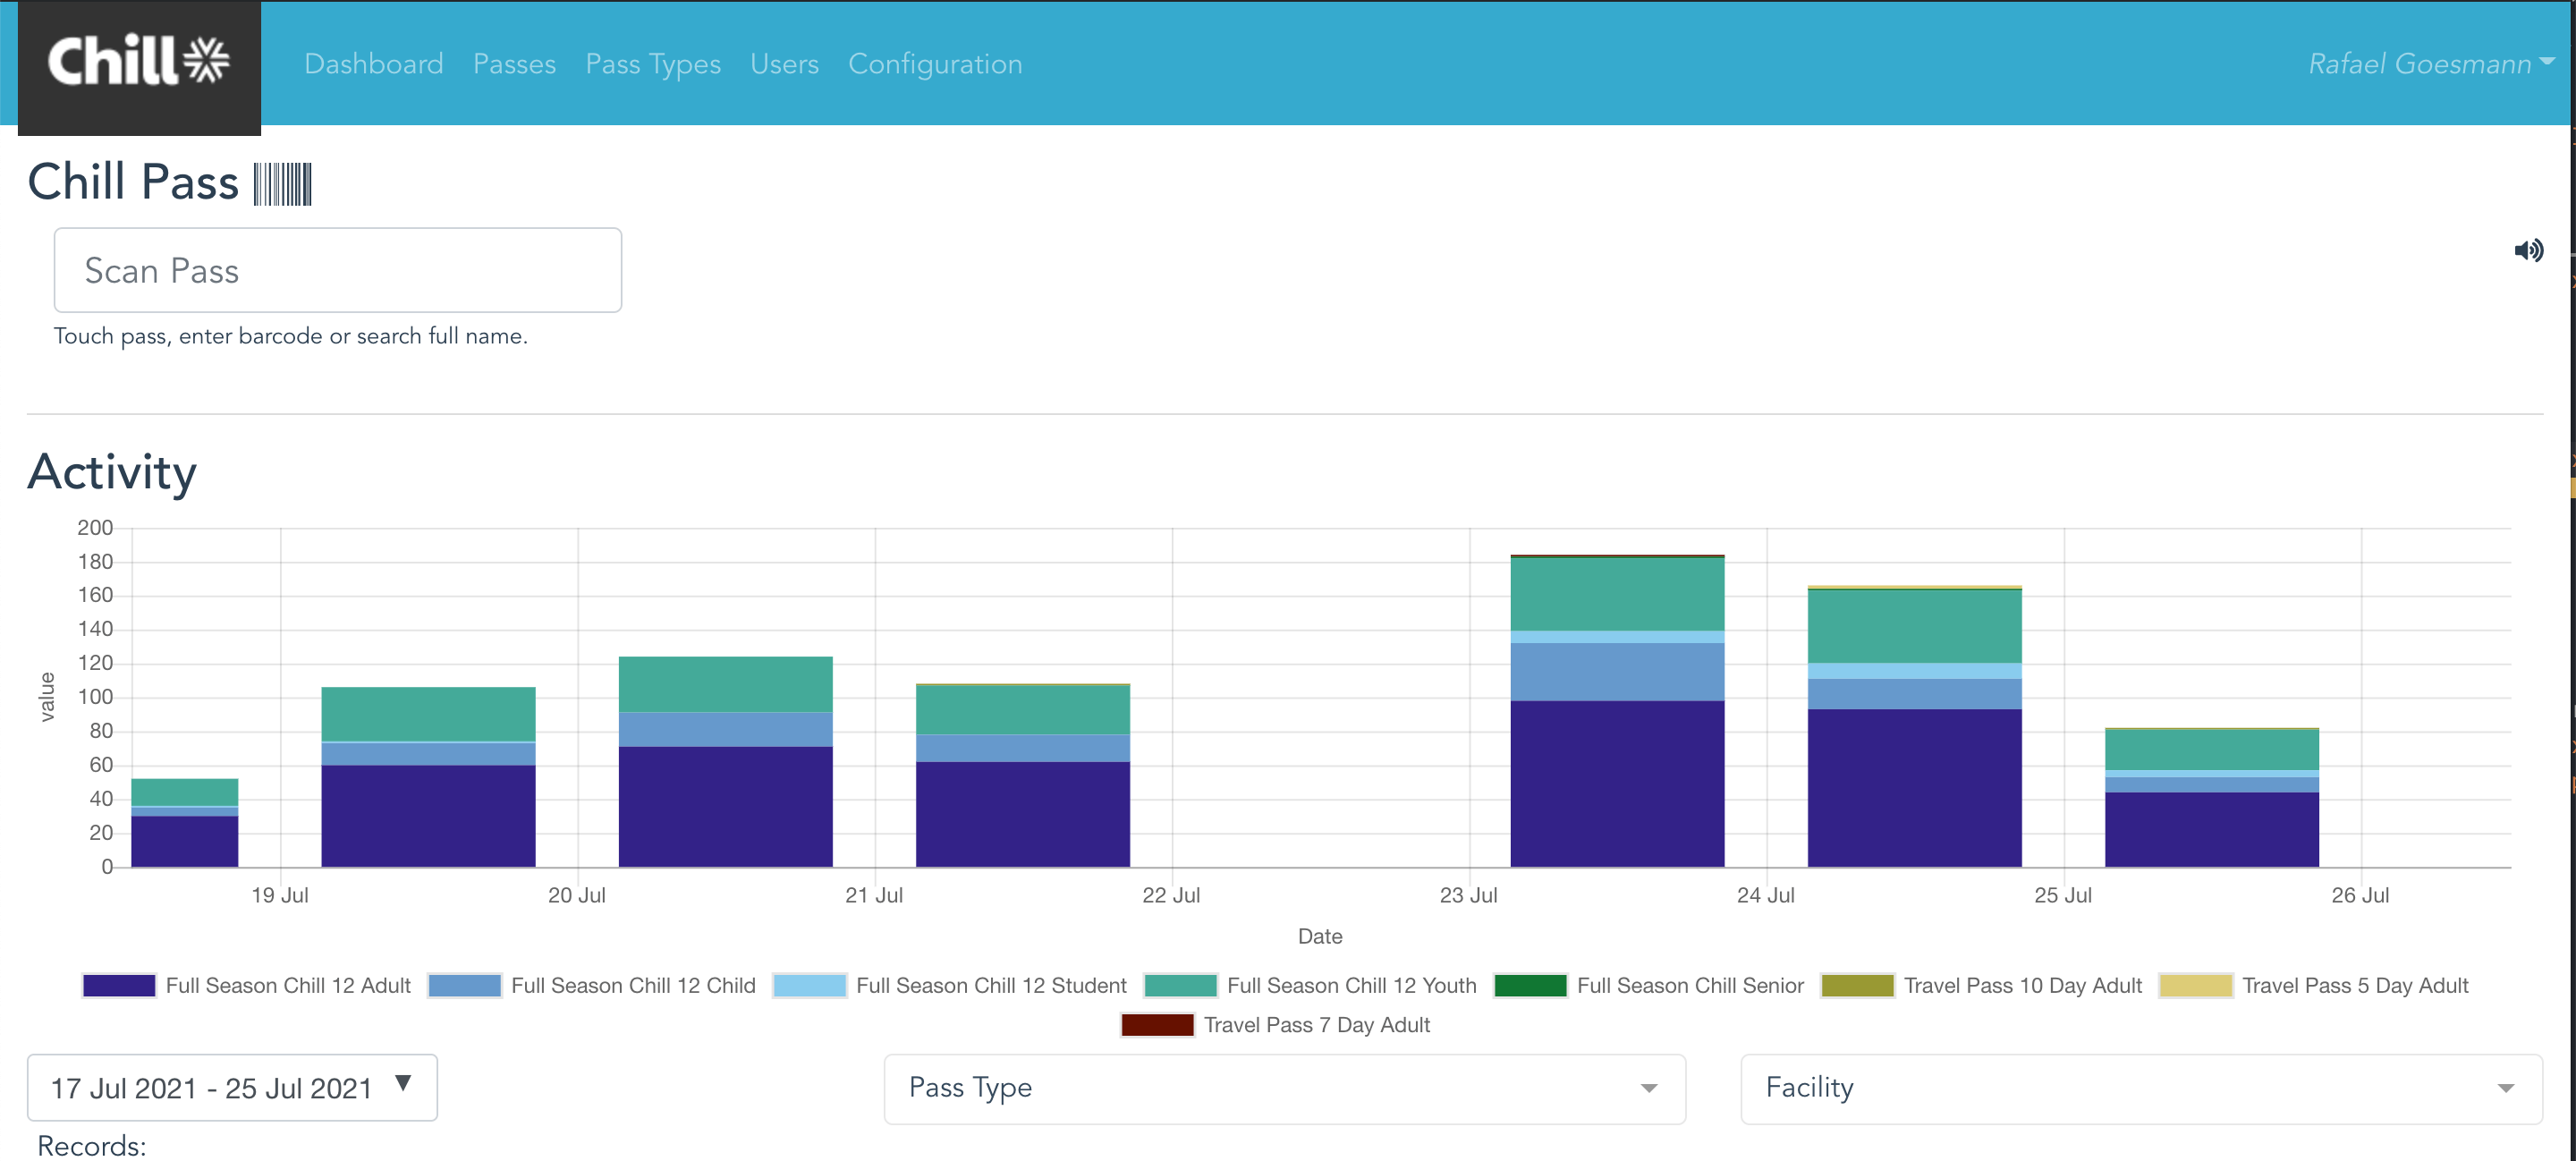 Chill
Dashboard Passes Pass Types Users Configuration Rafael Goesmann
Chill Pass
Scan Pass
Touch pass, enter barcode or search full name.
Activity
200
180
160
140
120
100
80
60
40
20
0
value
19 Jul 20 Jul 21 Jul 22 Jul 23 Jul 24 Jul 25 Jul 26 Jul
Date
Full Season Chill 12 Adult Full Season Chill 12 Child Full Season Chill 12 Student Full Season Chill 12 Youth Full Season Chill Senior Travel Pass 10 Day Adult Travel Pass 5 Day Adult
Travel Pass 7 Day Adult
17 Jul 2021 - 25 Jul 2021 Pass Type Facility
Records: